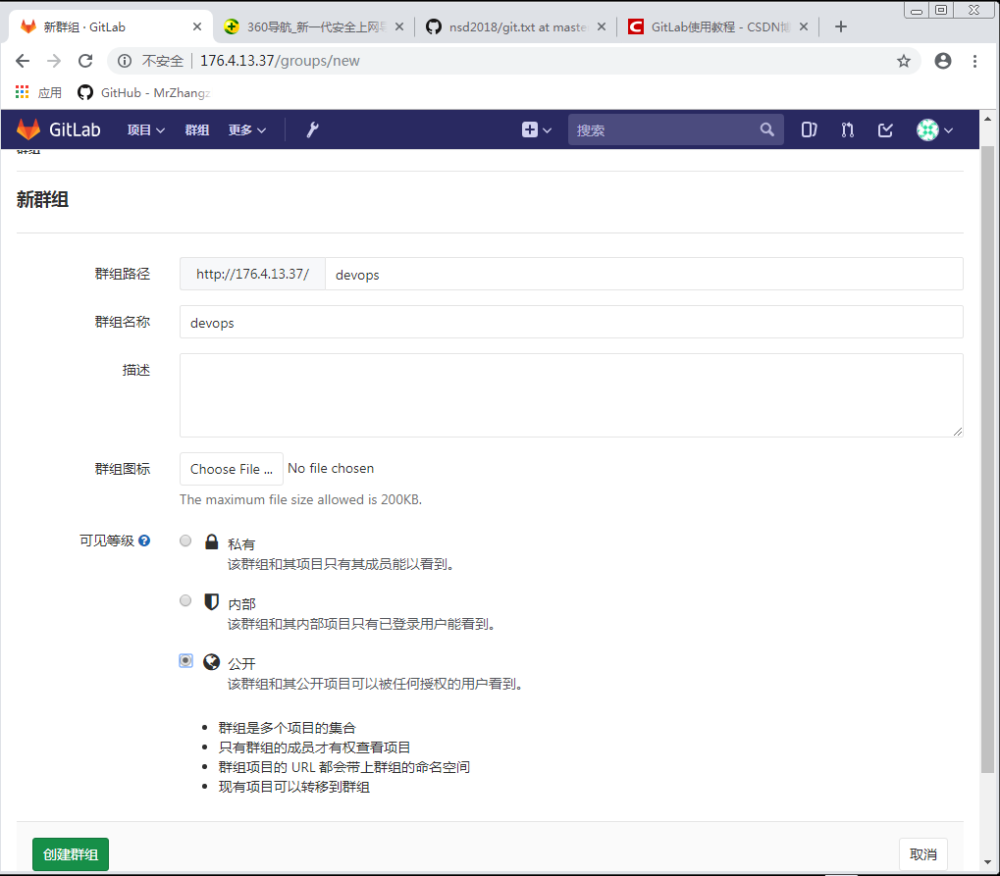 新群组 · GitLab
360导航_新一代安全上网导
nsd2018/git.txt at maste
GitLab使用教程 - CSDN博
不安全 176.4.13.37/groups/new
应用 GitHub - MrZhangz
GitLab 项目 群组 更多 搜索
群组
新群组
群组路径 http://176.4.13.37/ devops
群组名称 devops
描述
群组图标 Choose File ... No file chosen
The maximum file size allowed is 200KB.
可见等级 私有
该群组和其项目只有其成员能以看到。
内部
该群组和其内部项目只有已登录用户能看到。
公开
该群组和其公开项目可以被任何授权的用户看到。
群组是多个项目的集合
只有群组的成员才有权查看项目
群组项目的 URL 都会带上群组的命名空间
现有项目可以转移到群组
创建群组 取消